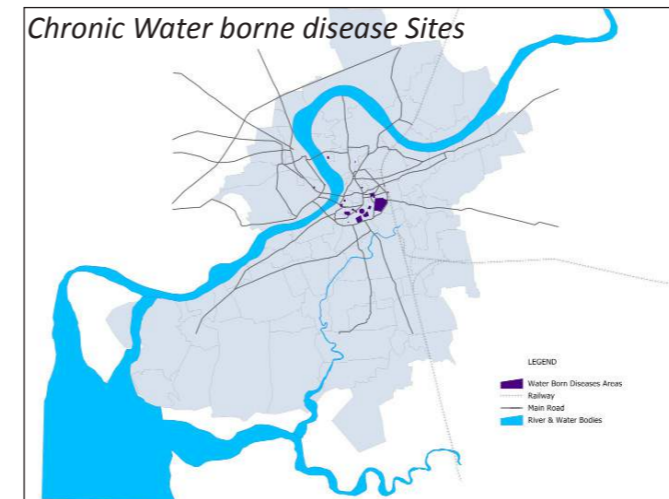 Chronic Water borne disease Sites
LEGEND
Water Born Diseases Areas
Railway
Main Road
River & Water Bodies